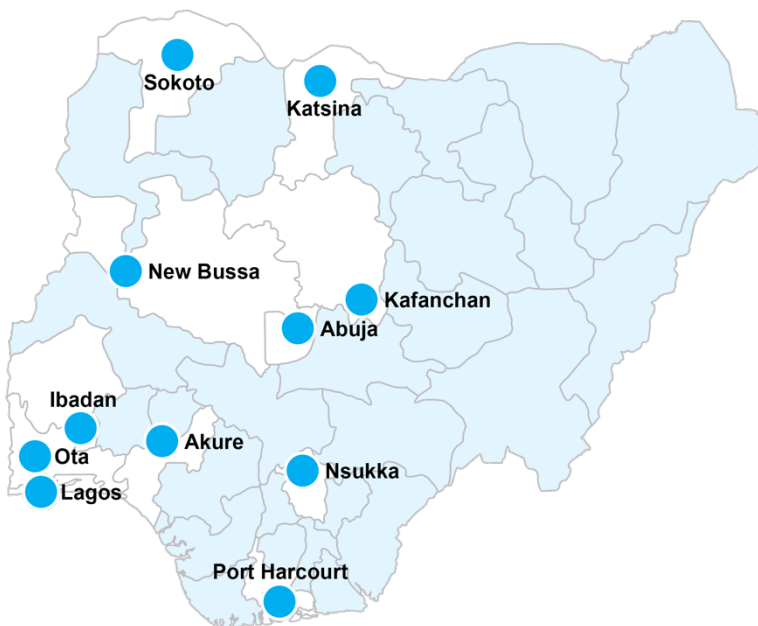 Sokoto
Katsina
New Bussa
Kafanchan
Abuja
Ibadan
Akure
Ota
Nsukka
Lagos
Port Harcourt